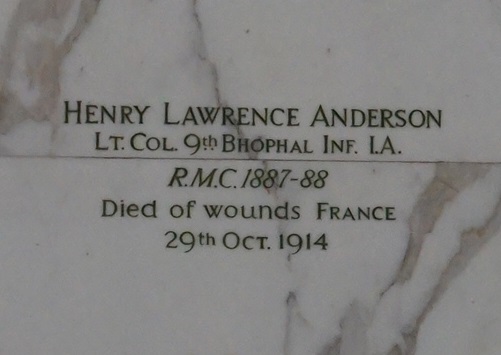 HENRY LAWRENCE ANDERSON
LT. COL. 9th BHOPHAL INF. I.A.
R.M.C. 1887-88
Died of wounds FRANCE
29th OCT. 1914